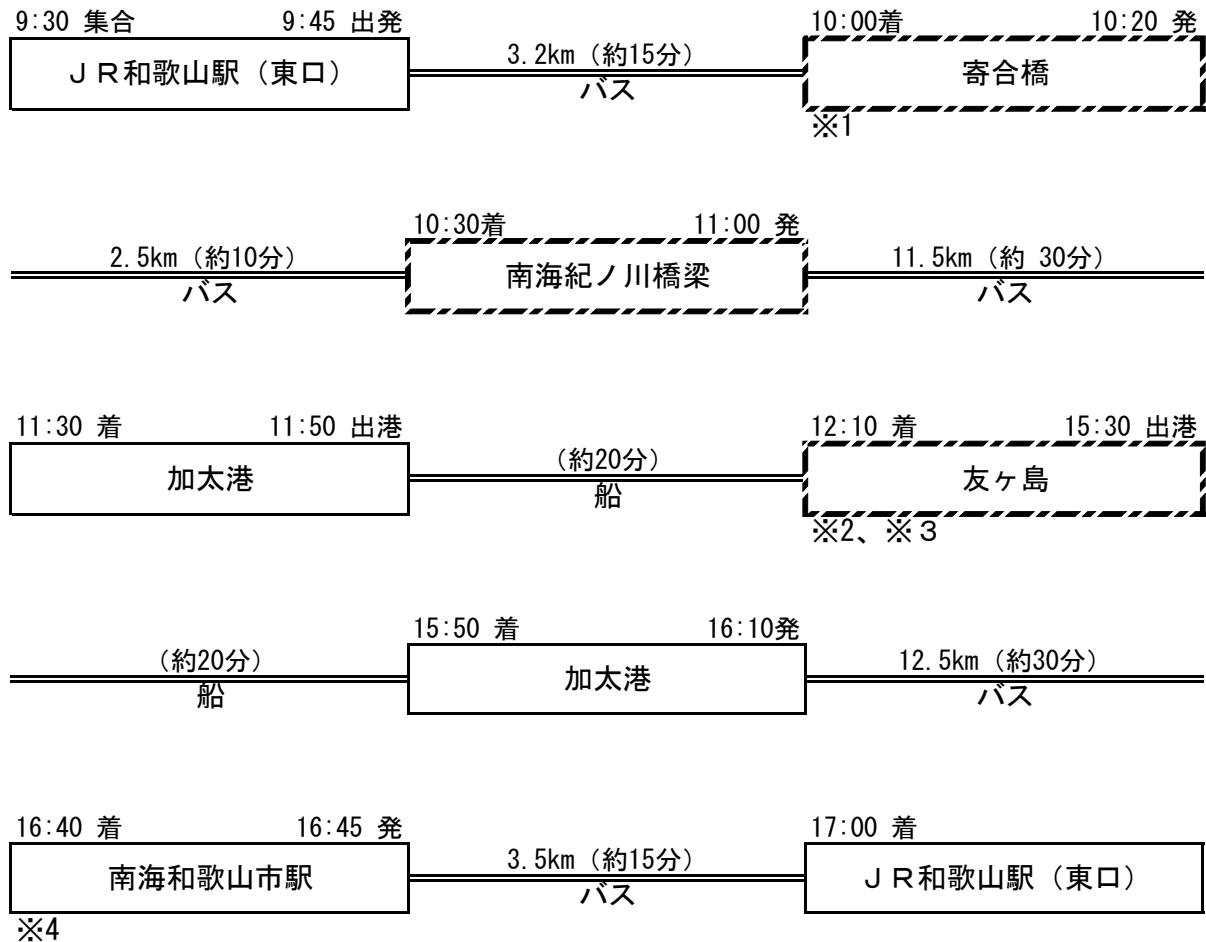 9:30 集合 9:45 出発 10:00着 10:20 発
ＪＲ和歌山駅（東口） 3.2km（約15分） 寄合橋
バス
※1
10:30着 11:00 発
2.5km（約10分） 南海紀ノ川橋梁 11.5km（約 30分）
バス バス
11:30 着 11:50 出港 12:10 着 15:30 出港
加太港 （約20分） 友ヶ島
船
※2、※３
15:50 着 16:10発
（約20分） 加太港 12.5km（約30分）
船 バス
16:40 着 16:45 発 17:00 着
南海和歌山市駅 3.5km（約15分） ＪＲ和歌山駅（東口）
バス
※4